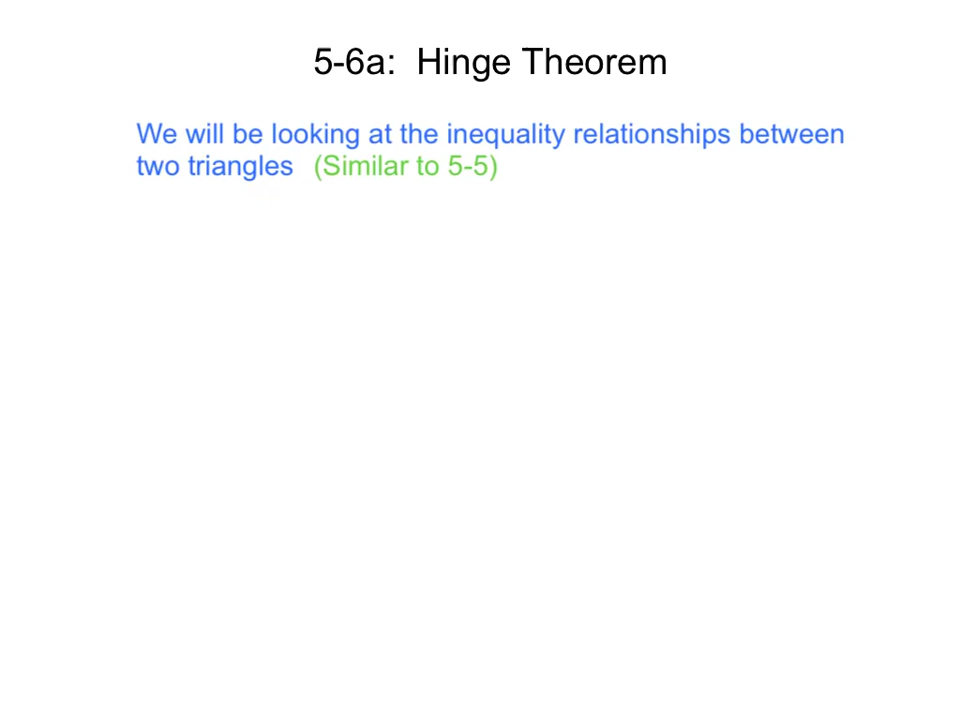 5-6a: Hinge Theorem
We will be looking at the inequality relationships between
two triangles (Similar to 5-5)